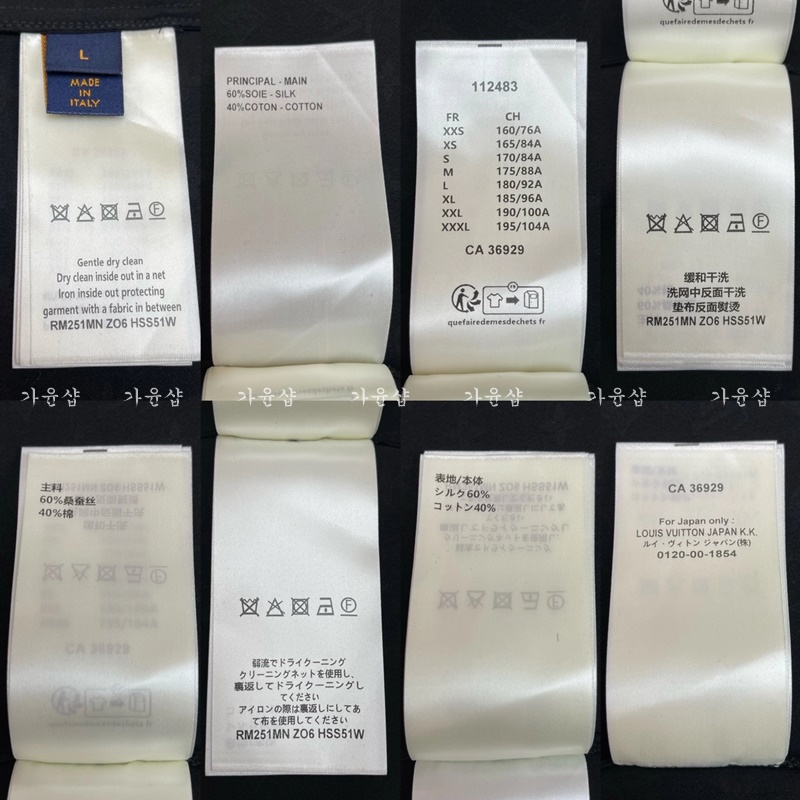 L
MADE
IN
ITALY
Gentle dry clean
Dry clean inside out in a net
Iron inside out protecting
garment with a fabric in between
RM251MN ZO6 HSS51W
PRINCIPAL - MAIN
60%SOIE - SILK
40%COTON - COTTON
112483
FR CH
XXS 160/76A
XS 165/84A
S 170/84A
M 175/88A
L 180/92A
XL 185/96A
XXL 190/100A
XXXL 195/104A
CA 36929
FR
quefairedemesdechets.fr
quefairedemesdechets.fr
缓和干洗
洗网中反面干洗
垫布反面熨烫
RM251MN ZO6 HSS51W
가윤샵 가윤샵 가윤샵 가윤샵 가윤샵 가윤샵 가윤샵
主料
60%桑蚕丝
40%棉
弱流でドライクーニング
クリーニングネットを使用し、
裏返してドライクーニングし
てください
アイロンの際は裏返しにしてあ
て布を使用してください
RM251MN ZO6 HSS51W
表地/本体
シルク60%
コットン40%
CA 36929
For Japan only :
LOUIS VUITTON JAPAN K.K.
ルイ・ヴィトン ジャパン(株)
0120-00-1854